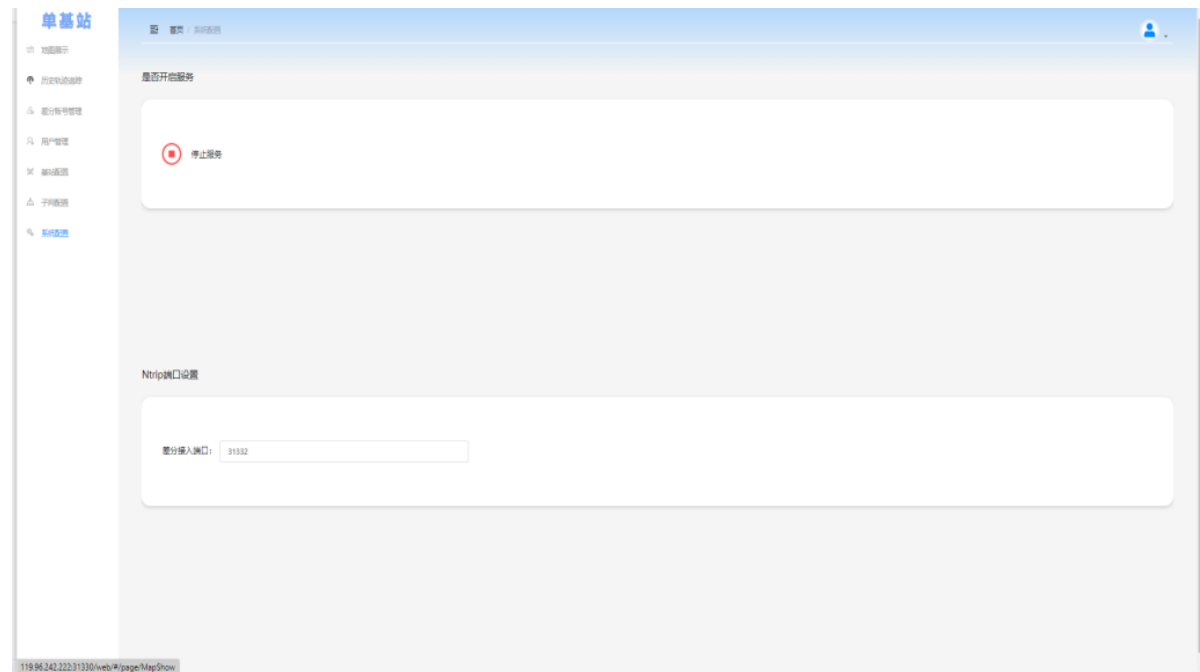 单基站
地图展示
历史轨迹追踪
差分账号管理
用户管理
基站配置
子网配置
系统配置
首页 / 系统配置
是否开启服务
停止服务
Ntrip端口设置
差分接入端口： 31332
119.96.242.222:31330/web/#/page/MapShow